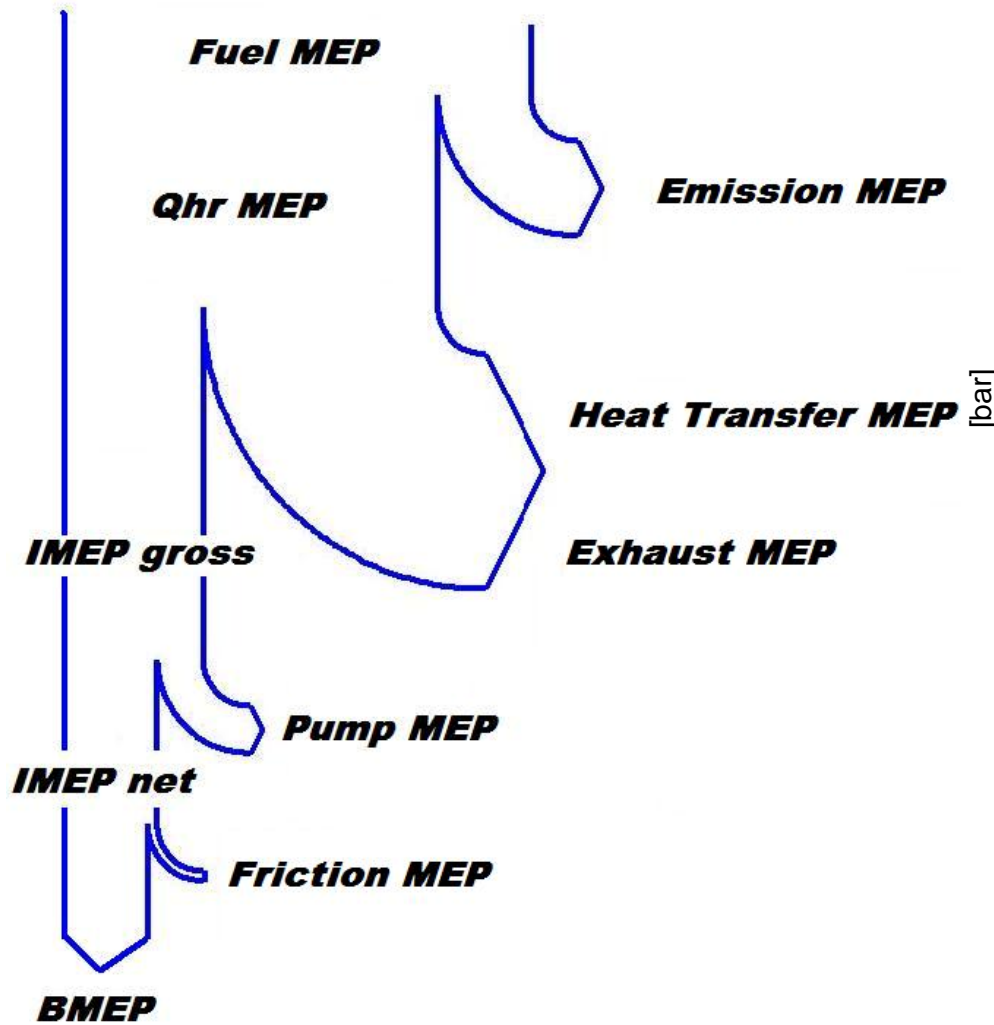 Fuel MEP
Emission MEP
Qhr MEP
Heat Transfer MEP
[bar]
IMEP gross
Exhaust MEP
Pump MEP
IMEP net
Friction MEP
BMEP